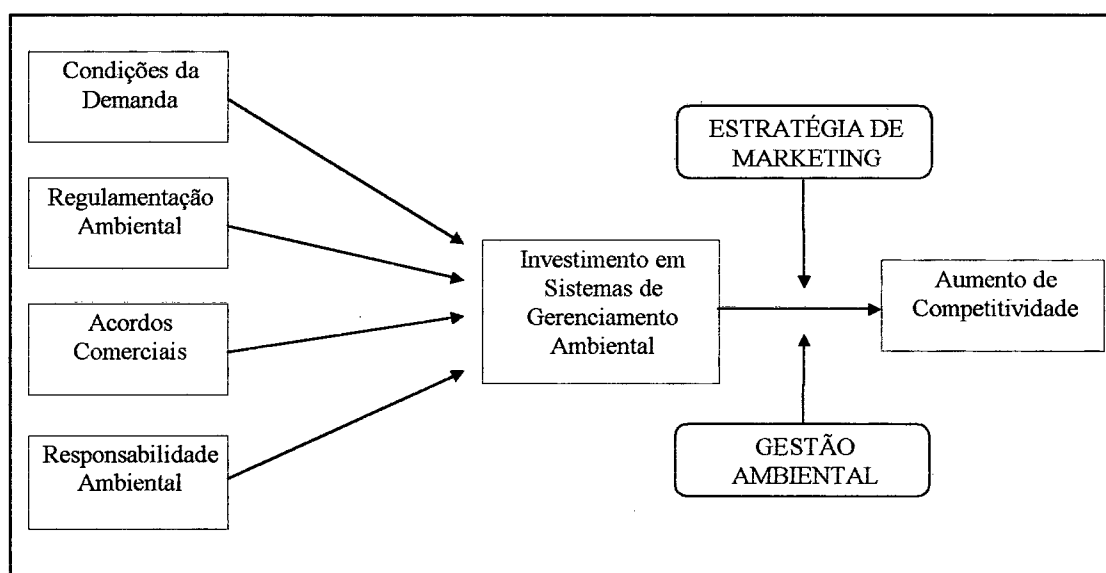 Condições da
Demanda
Regulamentação
Ambiental
Acordos
Comerciais
Responsabilidade
Ambiental
Investimento em
Sistemas de
Gerenciamento
Ambiental
ESTRATÉGIA DE
MARKETING
GESTÃO
AMBIENTAL
Aumento de
Competitividade